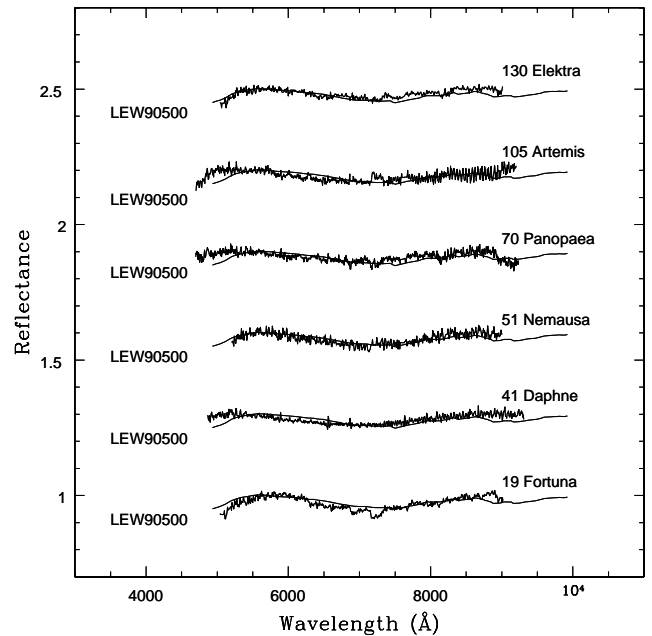 130 Elektra
2.5
LEW90500
105 Artemis
LEW90500
2
70 Panopaea
LEW90500
51 Nemausa
1.5
LEW90500
41 Daphne
LEW90500
19 Fortuna
1
LEW90500
Reflectance
4000 6000 8000 10⁴
Wavelength (Å)